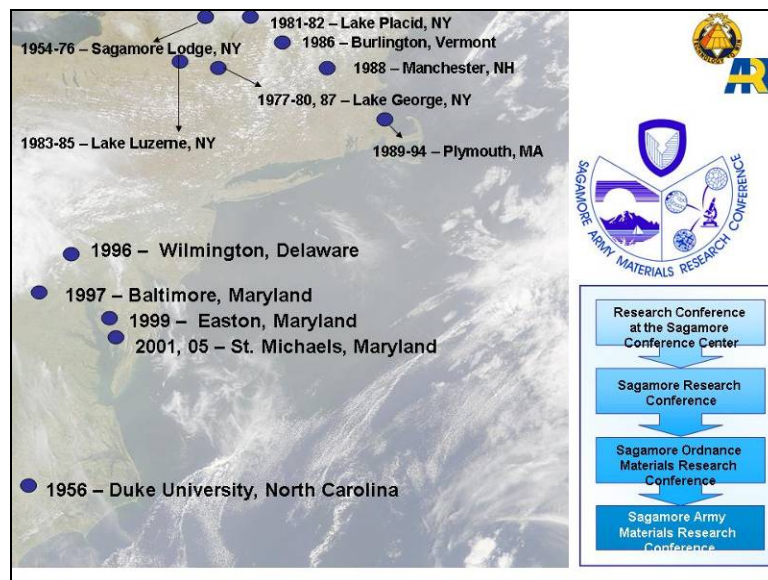 1981-82 – Lake Placid, NY
1954-76 – Sagamore Lodge, NY
1986 – Burlington, Vermont
1988 – Manchester, NH
1977-80, 87 – Lake George, NY
1983-85 – Lake Luzerne, NY
1989-94 – Plymouth, MA
1996 – Wilmington, Delaware
1997 – Baltimore, Maryland
1999 – Easton, Maryland
2001, 05 – St. Michaels, Maryland
1956 – Duke University, North Carolina
SAGAMORE ARMY MATERIALS RESEARCH CONFERENCE
Research Conference
at the Sagamore
Conference Center
Sagamore Research
Conference
Sagamore Ordnance
Materials Research
Conference
Sagamore Army
Materials Research
Conference